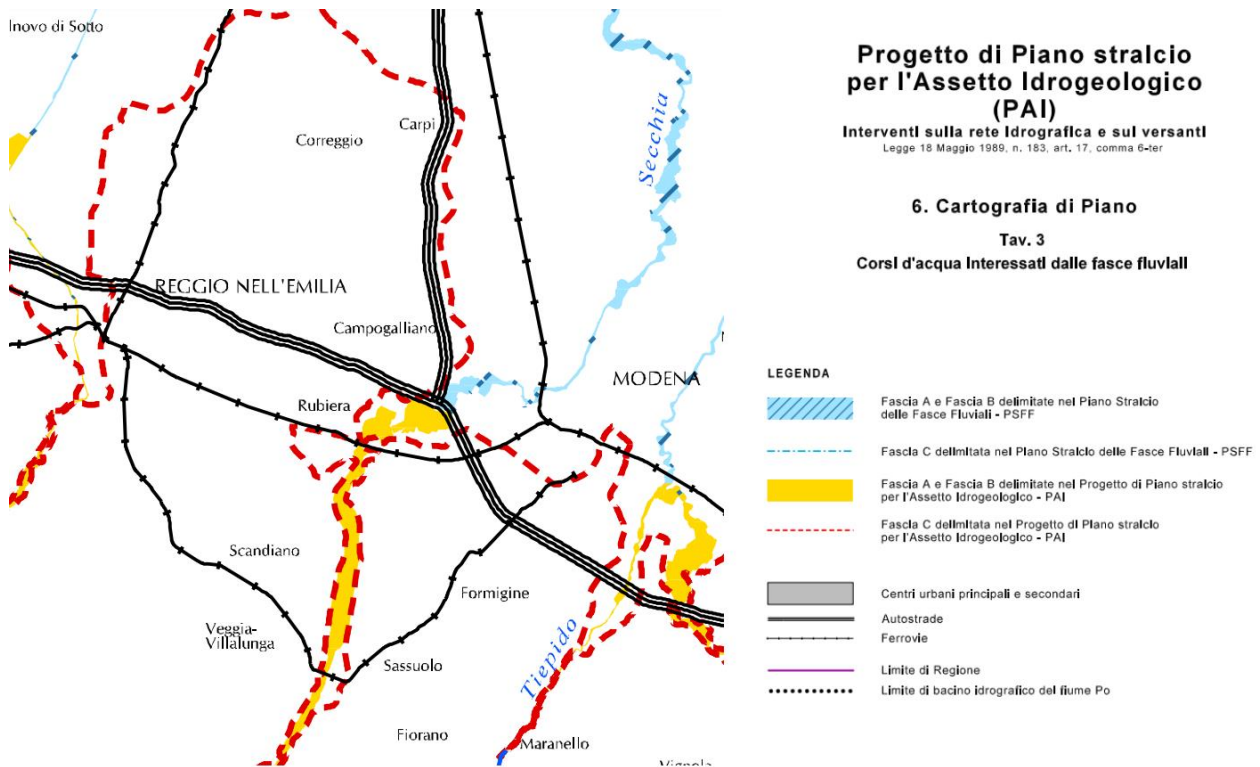 lnovo di Sotto
Correggio
Carpi
Secchia
REGGIO NELL'EMILIA
Campogalliano
MODENA
Rubiera
Scandiano
Formigine
Veggia-
Villalunga
Sassuolo
Tiepido
Fiorano
Maranello
Vignola
Progetto di Piano stralcio
per l'Assetto Idrogeologico
(PAI)
Interventi sulla rete idrografica e sui versanti
Legge 18 Maggio 1989, n. 183, art. 17, comma 6-ter
6. Cartografia di Piano
Tav. 3
Corsi d'acqua interessati dalle fasce fluviali
LEGENDA
Fascia A e Fascia B delimitate nel Piano Stralcio
delle Fasce Fluviali - PSFF
Fascia C delimitata nel Piano Stralcio delle Fasce Fluviali - PSFF
Fascia A e Fascia B delimitate nel Progetto di Piano stralcio
per l'Assetto Idrogeologico - PAI
Fascia C delimitata nel Progetto di Piano stralcio
per l'Assetto Idrogeologico - PAI
Centri urbani principali e secondari
Autostrade
Ferrovie
Limite di Regione
Limite di bacino idrografico del fiume Po